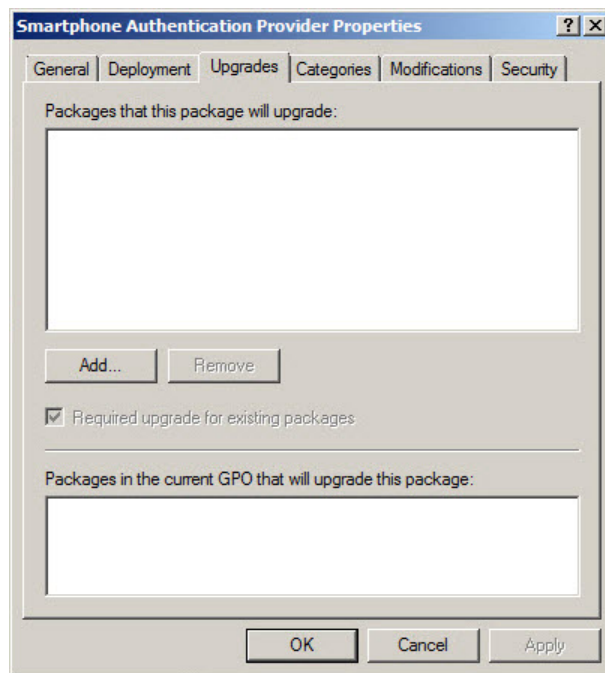 Smartphone Authentication Provider Properties
General Deployment Upgrades Categories Modifications Security
Packages that this package will upgrade:
Add... Remove
Required upgrade for existing packages
Packages in the current GPO that will upgrade this package:
OK Cancel Apply